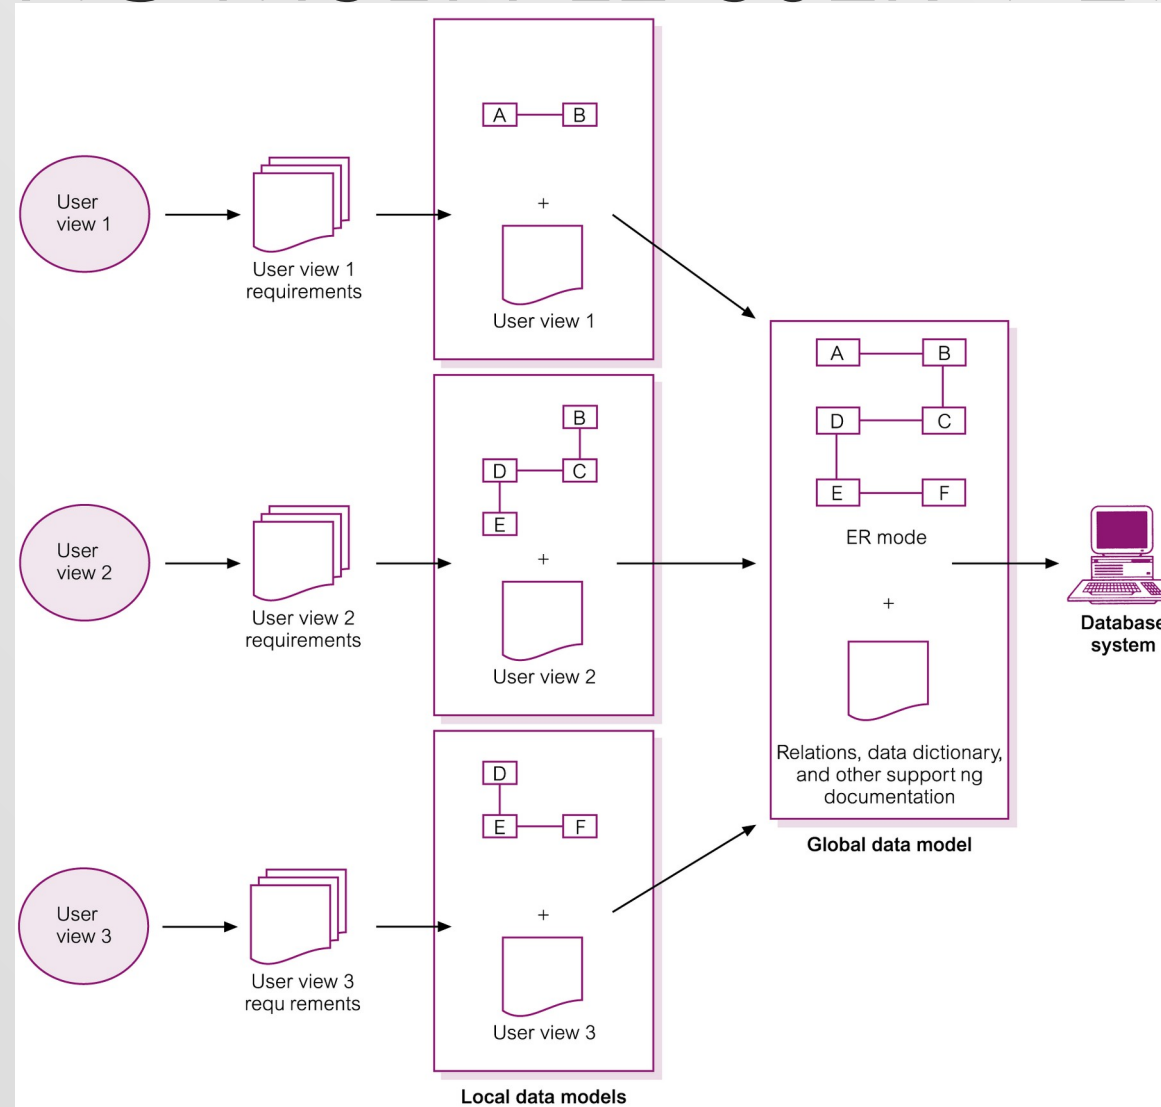 A
B
+
User view 1
User
view 1
User view 1
requirements
B
D
C
E
+
User view 2
User
view 2
User view 2
requirements
D
E
F
+
User view 3
User
view 3
User view 3
requ rements
Local data models
A
B
D
C
E
F
ER mode
+
Relations, data dictionary,
and other support ng
documentation
Global data model
Database
system